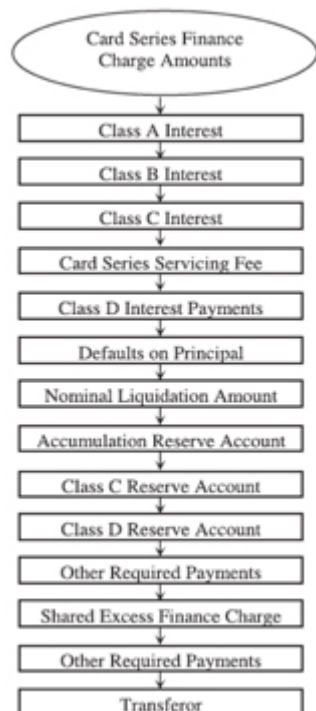 Card Series Finance
Charge Amounts
Class A Interest
Class B Interest
Class C Interest
Card Series Servicing Fee
Class D Interest Payments
Defaults on Principal
Nominal Liquidation Amount
Accumulation Reserve Account
Class C Reserve Account
Class D Reserve Account
Other Required Payments
Shared Excess Finance Charge
Other Required Payments
Transferor